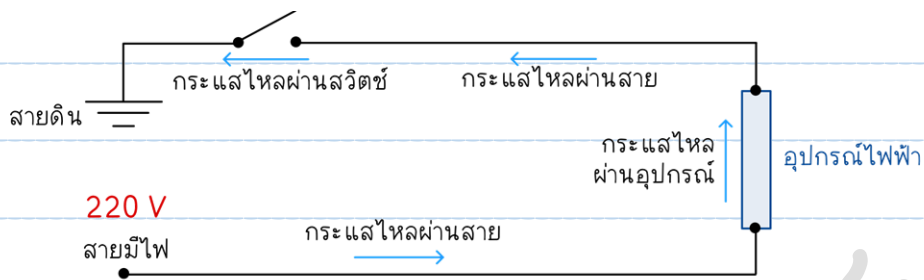 กระแสไหลผ่านสวิตช์
กระแสไหลผ่านสาย
สายดิน
กระแสไหล
ผ่านอุปกรณ์
อุปกรณ์ไฟฟ้า
220 V
สายมีไฟ
กระแสไหลผ่านสาย